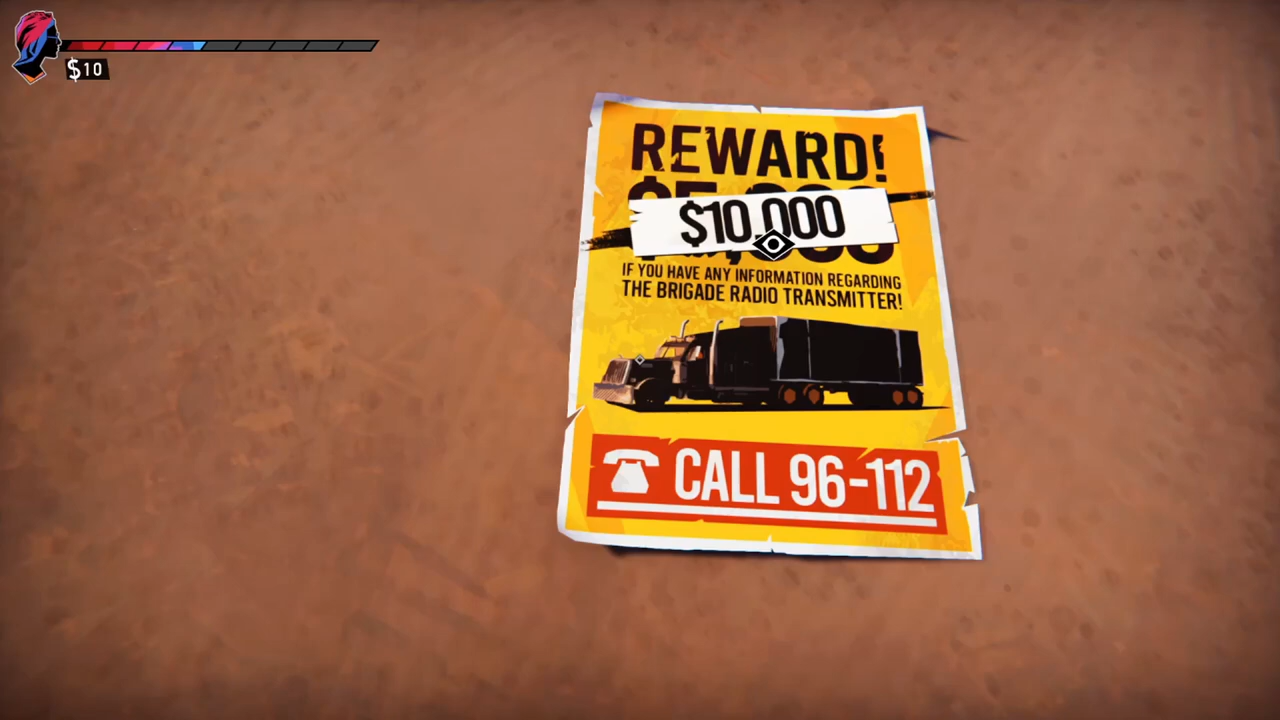 $10
REWARD!
$10,000
IF YOU HAVE ANY INFORMATION REGARDING
THE BRIGADE RADIO TRANSMITTER!
CALL 96-112